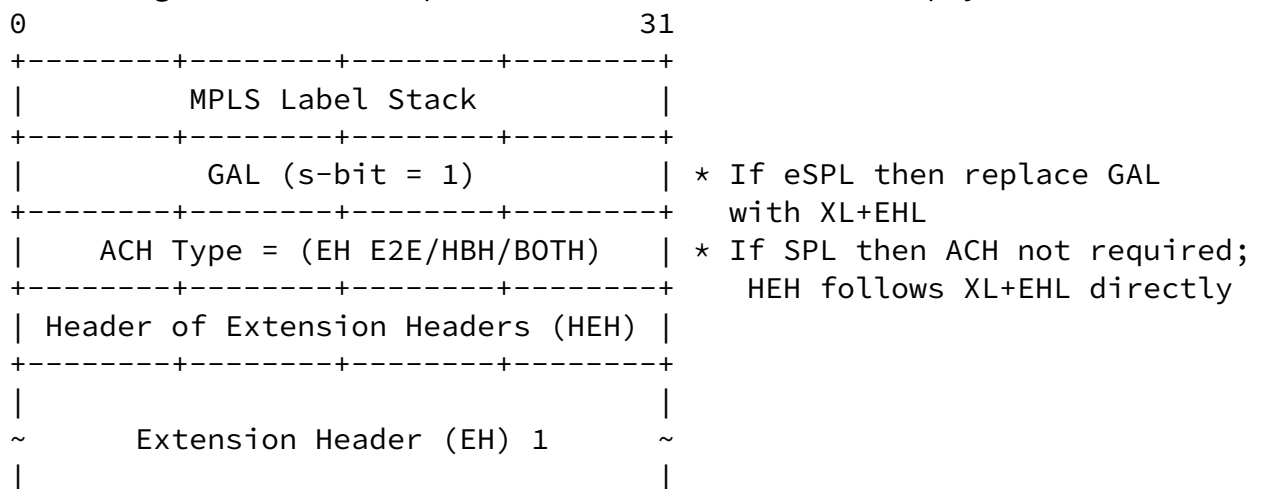 0                                     31
+--------+--------+--------+--------+
|          MPLS Label Stack           |
+--------+--------+--------+--------+
|           GAL (s-bit = 1)           | * If eSPL then replace GAL
+--------+--------+--------+--------+   with XL+EHL
|     ACH Type = (EH E2E/HBH/BOTH)    | * If SPL then ACH not required;
+--------+--------+--------+--------+    HEH follows XL+EHL directly
| Header of Extension Headers (HEH)  |
+--------+--------+--------+--------+
|                                     |
~       Extension Header (EH) 1       ~
|                                     |